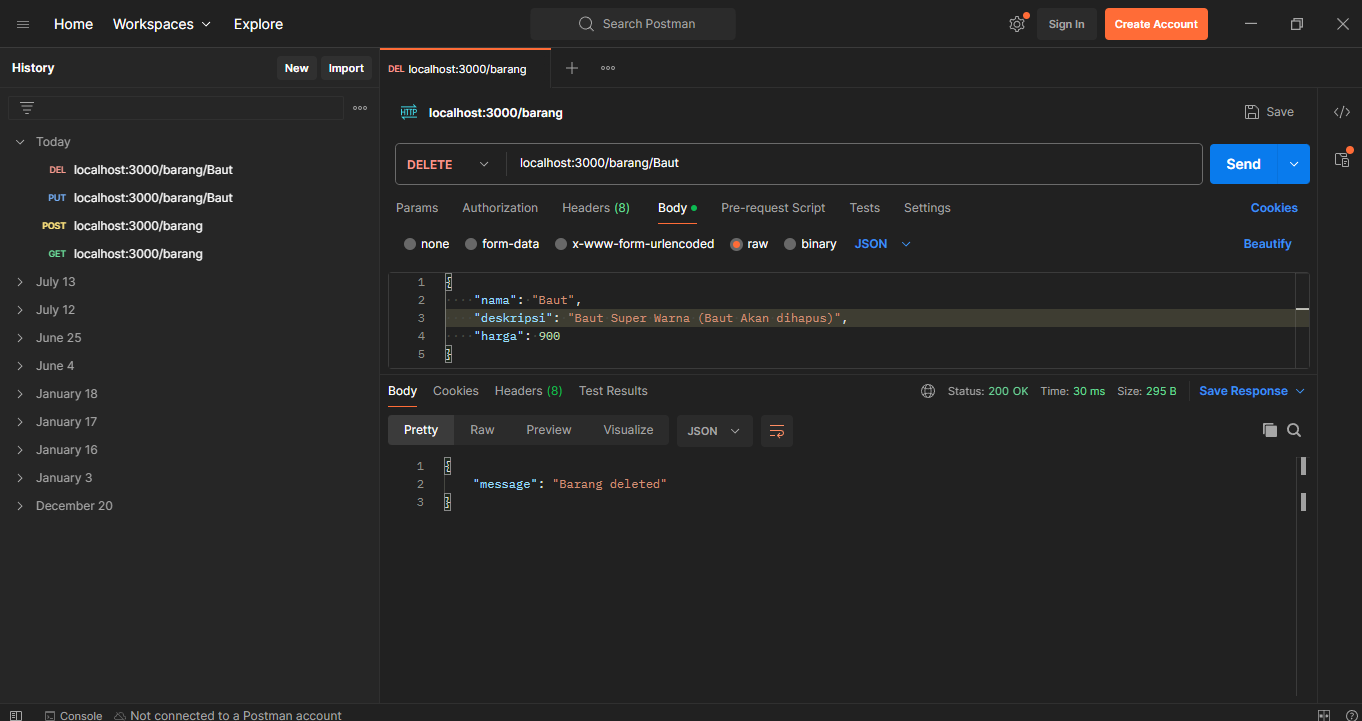 Home Workspaces Explore Search Postman Sign In Create Account
History New Import
DEL localhost:3000/barang
HTTP localhost:3000/barang Save
Today
DEL localhost:3000/barang/Baut
PUT localhost:3000/barang/Baut
POST localhost:3000/barang
GET localhost:3000/barang
July 13
July 12
June 25
June 4
January 18
January 17
January 16
January 3
December 20
DELETE localhost:3000/barang/Baut Send
Params Authorization Headers (8) Body Pre-request Script Tests Settings Cookies
none form-data x-www-form-urlencoded raw binary JSON Beautify
1 {
2 "nama": "Baut",
3 "deskripsi": "Baut Super Warna (Baut Akan dihapus)",
4 "harga": 900
5 }
Body Cookies Headers (8) Test Results Status: 200 OK Time: 30 ms Size: 295 B Save Response
Pretty Raw Preview Visualize JSON
1 {
2 "message": "Barang deleted"
3 }
Console Not connected to a Postman account